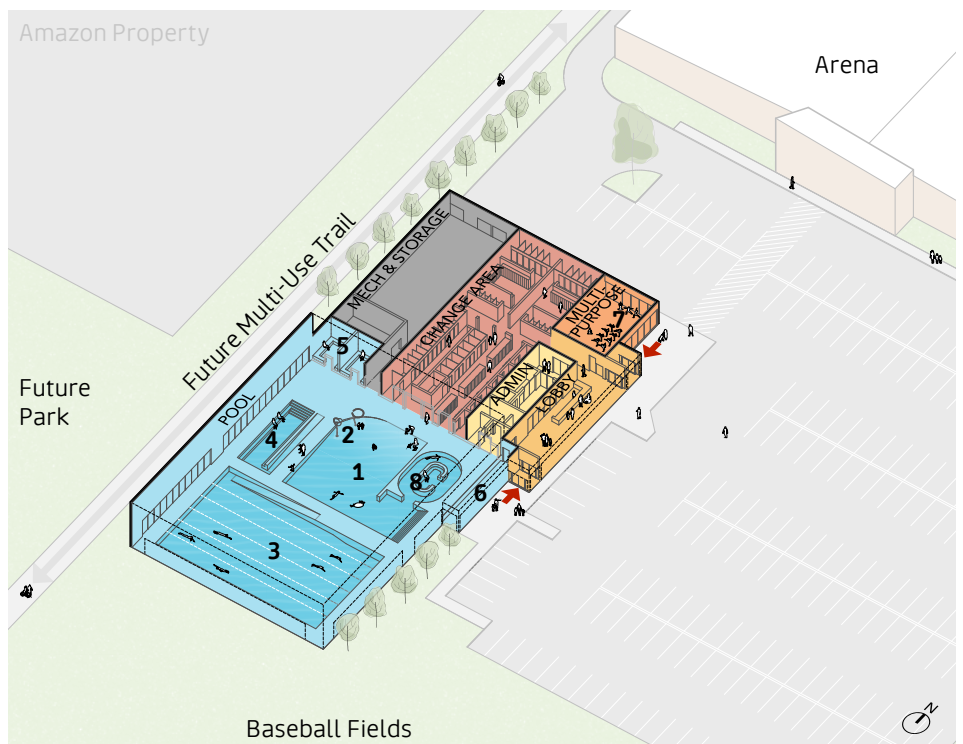 Amazon Property
Arena
MECH & STORAGE
Future Multi-Use Trail
CHANGE AREA
MULTI-
PURPOSE
7
5
ADMIN
LOBBY
Future
Park
POOL
2
4
1
8
6
3
N
Baseball Fields